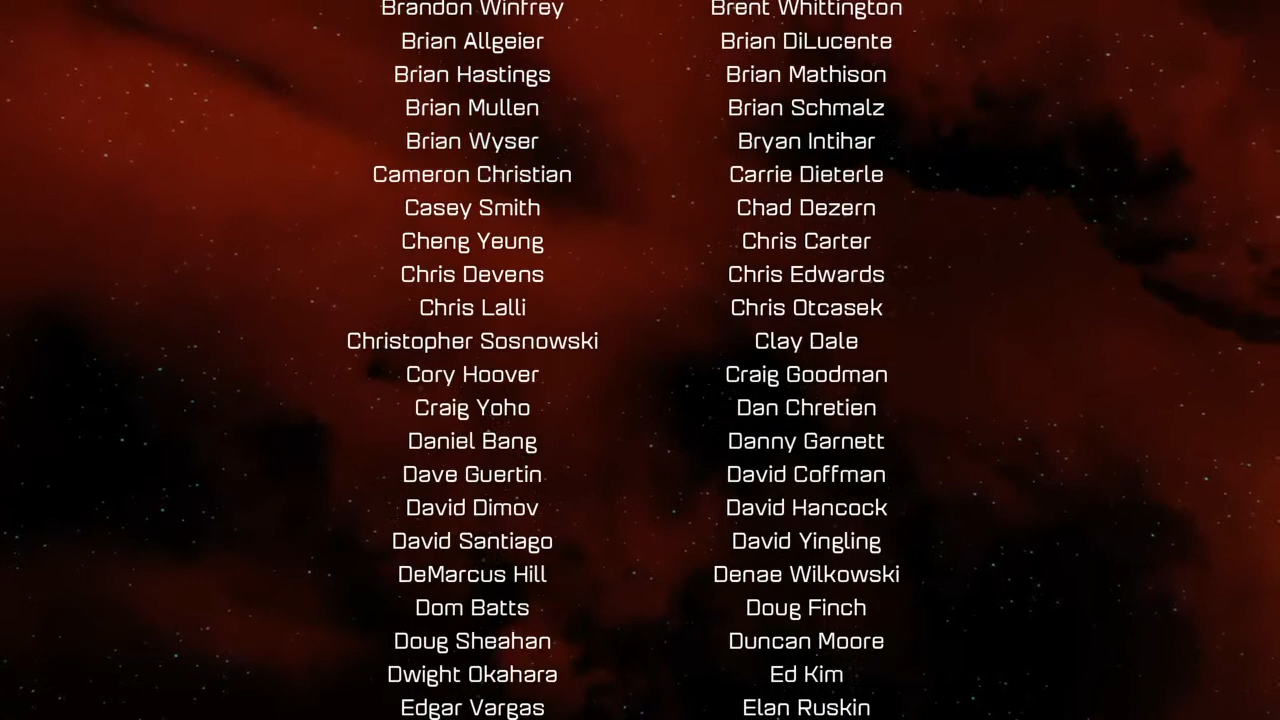 Brandon Winfrey Brent Whittington
Brian Allgeier Brian DiLucente
Brian Hastings Brian Mathison
Brian Mullen Brian Schmalz
Brian Wyser Bryan Intihar
Cameron Christian Carrie Dieterle
Casey Smith Chad Dezern
Cheng Yeung Chris Carter
Chris Devens Chris Edwards
Chris Lalli Chris Otcasek
Christopher Sosnowski Clay Dale
Cory Hoover Craig Goodman
Craig Yoho Dan Chretien
Daniel Bang Danny Garnett
Dave Guertin David Coffman
David Dimov David Hancock
David Santiago David Yingling
DeMarcus Hill Denae Wilkowski
Dom Batts Doug Finch
Doug Sheahan Duncan Moore
Dwight Okahara Ed Kim
Edgar Vargas Elan Ruskin